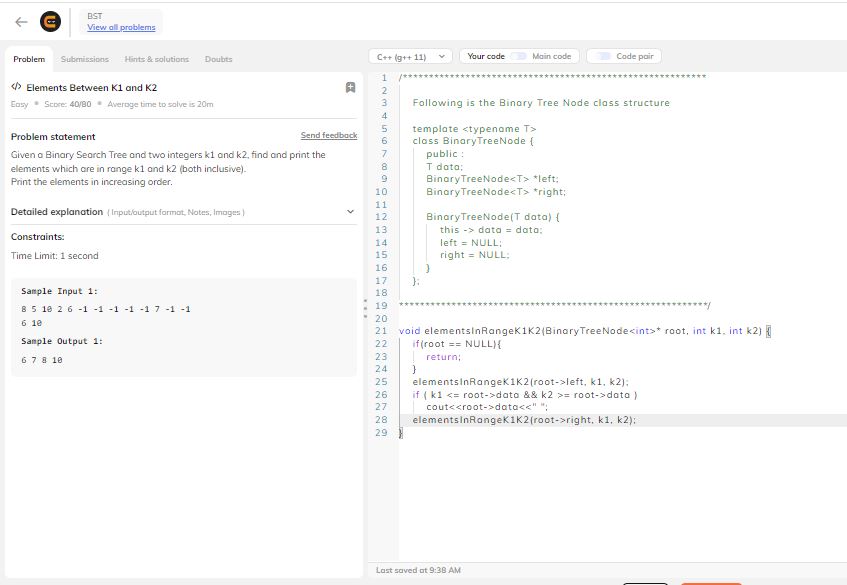 BST
View all problems
Problem Submissions Hints & solutions Doubts
</> Elements Between K1 and K2
Easy • Score: 40/80 • Average time to solve is 20m
Problem statement Send feedback
Given a Binary Search Tree and two integers k1 and k2, find and print the
elements which are in range k1 and k2 (both inclusive).
Print the elements in increasing order.
Detailed explanation ( Input/output format, Notes, Images )
Constraints:
Time Limit: 1 second
Sample Input 1:
8 5 10 2 6 -1 -1 -1 -1 -1 7 -1 -1
6 10
Sample Output 1:
6 7 8 10
C++ (g++ 11) Your code Main code Code pair
1 /***********************************************************
2
3 Following is the Binary Tree Node class structure
4
5 template <typename T>
6 class BinaryTreeNode {
7 public :
8 T data;
9 BinaryTreeNode<T> *left;
10 BinaryTreeNode<T> *right;
11
12 BinaryTreeNode(T data) {
13 this -> data = data;
14 left = NULL;
15 right = NULL;
16 }
17 };
18
19 ***********************************************************/
20
21 void elementsInRangeK1K2(BinaryTreeNode<int>* root, int k1, int k2) {
22 if(root == NULL){
23 return;
24 }
25 elementsInRangeK1K2(root->left, k1, k2);
26 if ( k1 <= root->data && k2 >= root->data )
27 cout<<root->data<<" ";
28 elementsInRangeK1K2(root->right, k1, k2);
29 }
Last saved at 9:38 AM